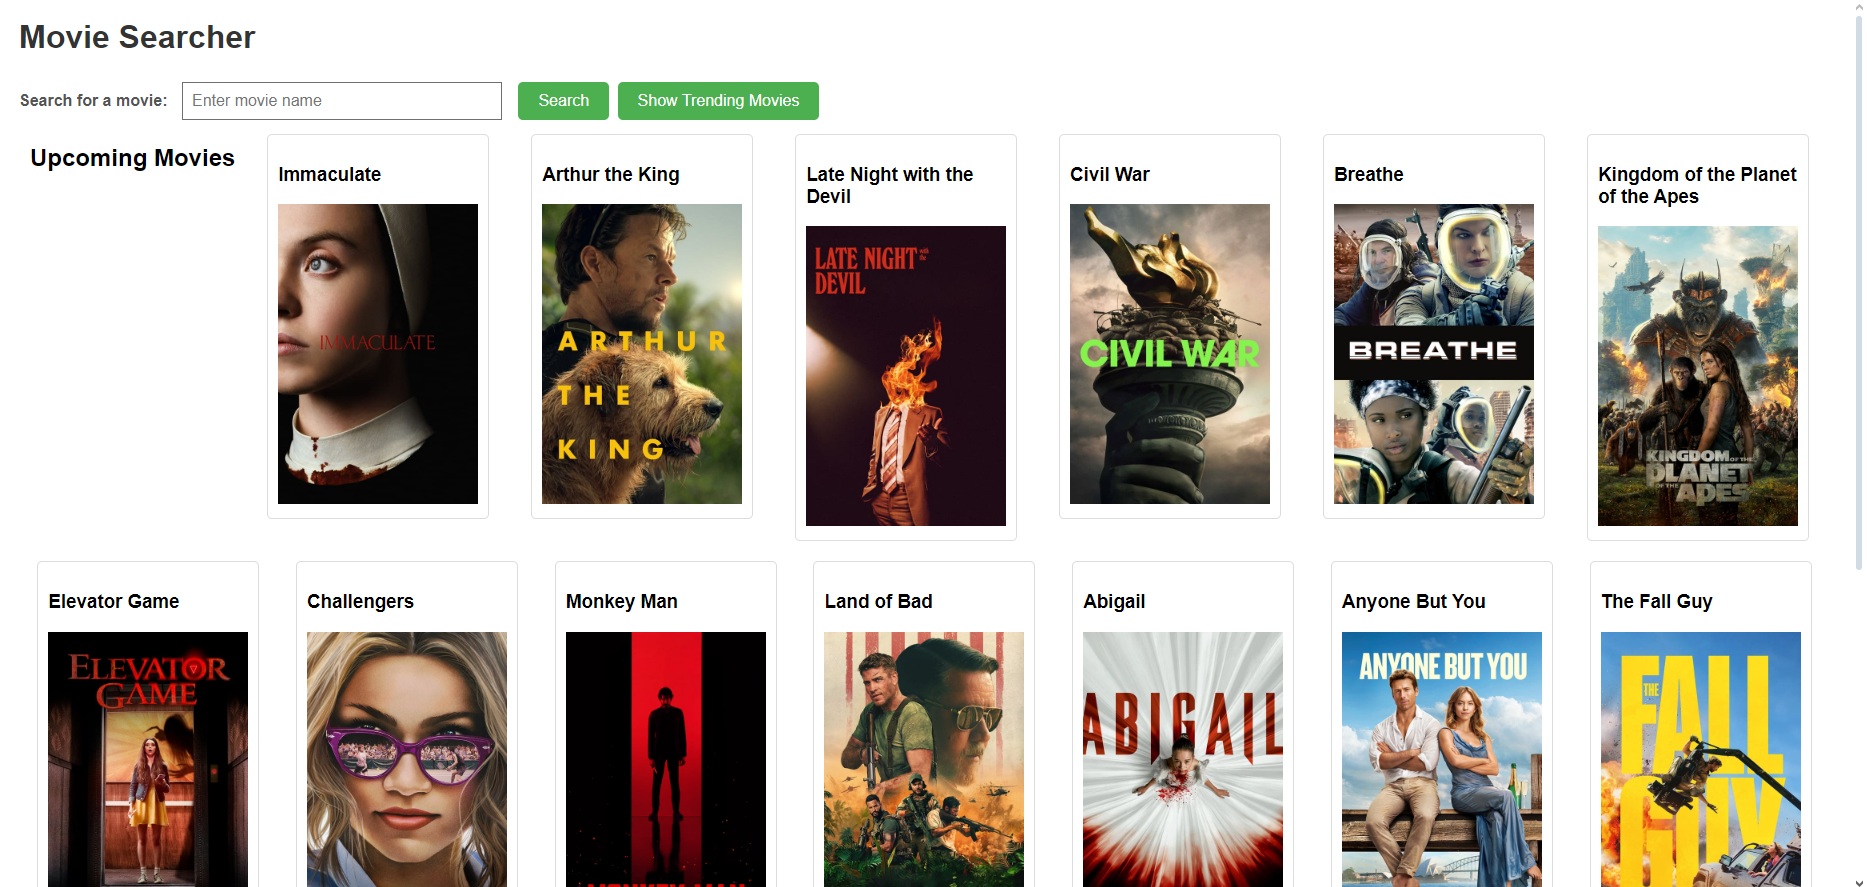 Movie Searcher
Search for a movie:
Enter movie name
Search
Show Trending Movies
Upcoming Movies
Immaculate
IMMACULATE
Arthur the King
ARTHUR
THE
KING
Late Night with the
Devil
LATE NIGHT with the
DEVIL
Civil War
CIVIL WAR
Breathe
BREATHE
Kingdom of the Planet
of the Apes
KINGDOM OF THE
PLANET
OF THE APES
Elevator Game
ELEVATOR
GAME
Challengers
Monkey Man
MONKEY MAN
Land of Bad
Abigail
ABIGAIL
Anyone But You
ANYONE BUT YOU
The Fall Guy
THE
FALL
GUY